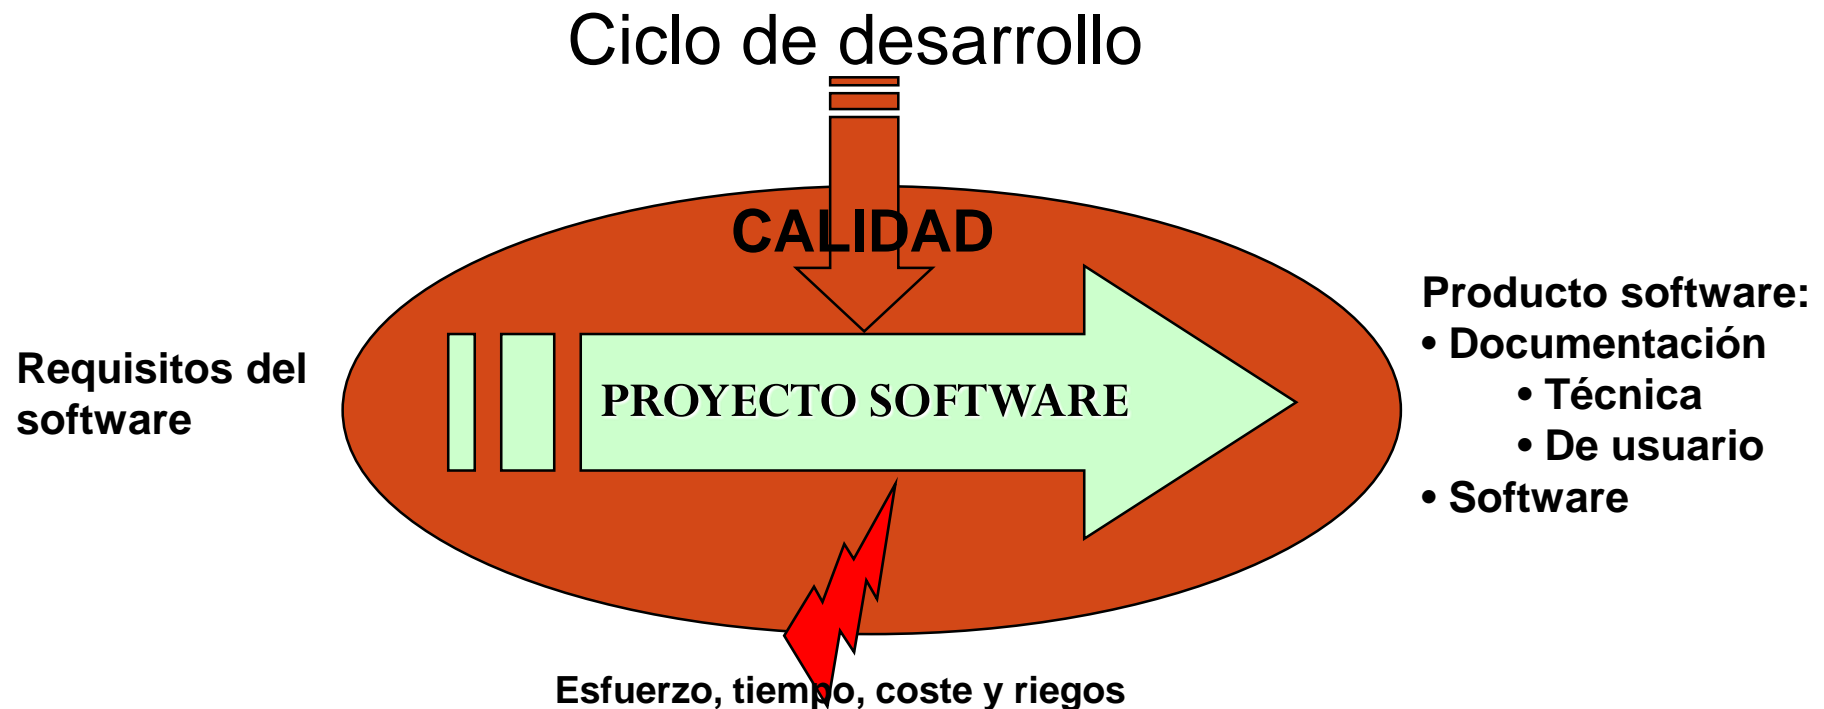 Ciclo de desarrollo
CALIDAD
Requisitos del
software
PROYECTO SOFTWARE
Producto software:
• Documentación
• Técnica
• De usuario
• Software
Esfuerzo, tiempo, coste y riegos